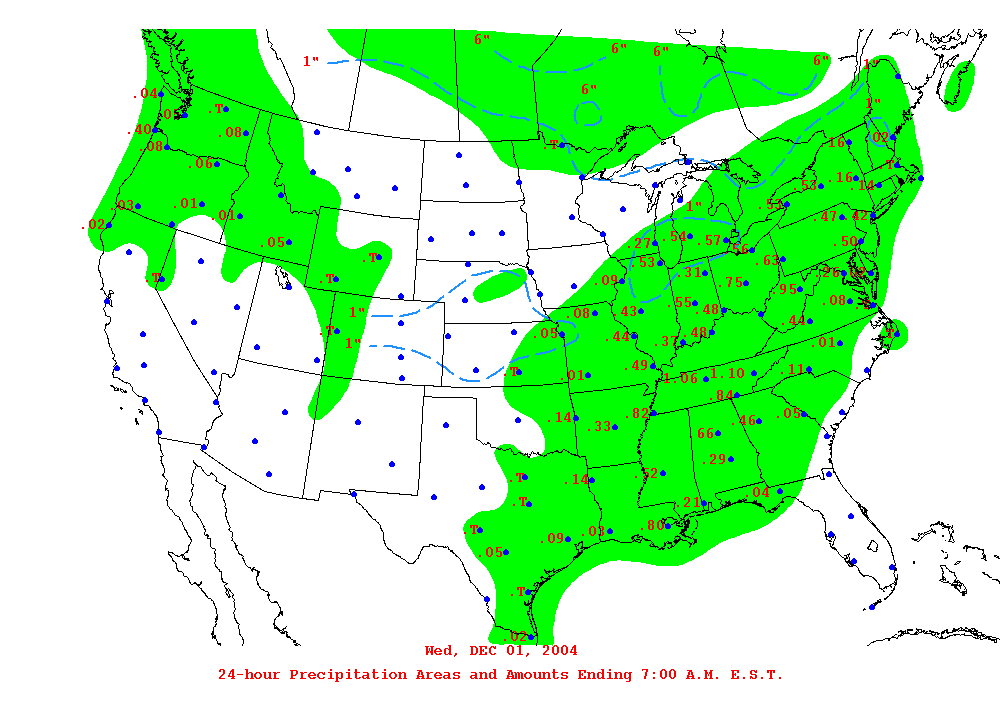 6" 6" 6"
1" 6" 1"
6"
.04 1"
.T
.40 .08 .02
.08 .T .16
.06 T
.53 .16 .14
.03 .01 .01 1"
.47 .42
.02 .05 .27 .54 .57 .56 .50
.T .53 .63
.T .T .09 .31 .75 .26
.95 .08
1" .08 .43 .55 .48
.T .05 .44 .48 .44 T
1" .37 .01
.T .01 .49 1.06 1.10 .11
.84
.14 .33 .82 .46 .05
.66
.29
.T .14 .52
.T .21 .04
T .80
.05 .09 .03
.T
.02
Wed, DEC 01, 2004
24-hour Precipitation Areas and Amounts Ending 7:00 A.M. E.S.T.